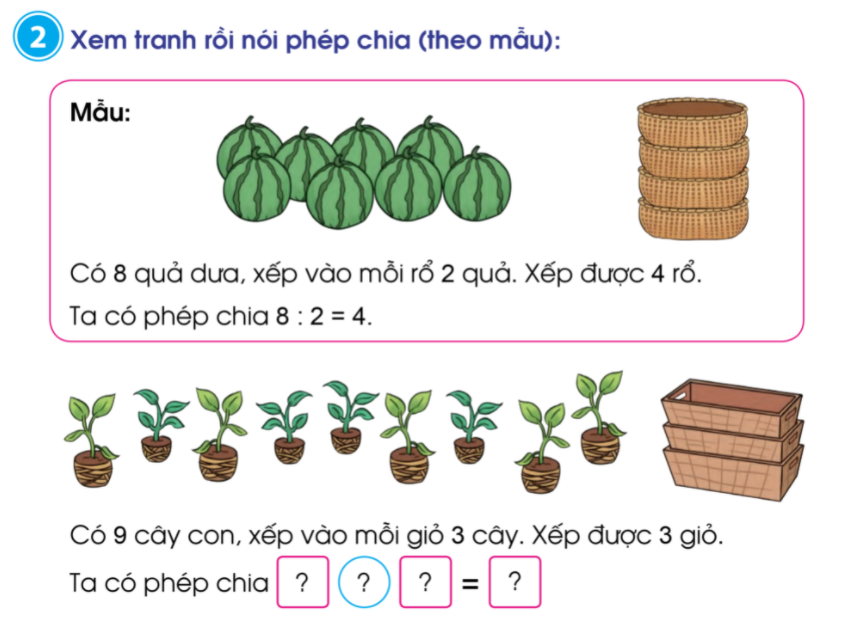 2 Xem tranh rồi nói phép chia (theo mẫu):
Mẫu:
Có 8 quả dưa, xếp vào mỗi rổ 2 quả. Xếp được 4 rổ.
Ta có phép chia 8 : 2 = 4.
Có 9 cây con, xếp vào mỗi giỏ 3 cây. Xếp được 3 giỏ.
Ta có phép chia ? ? ? = ?